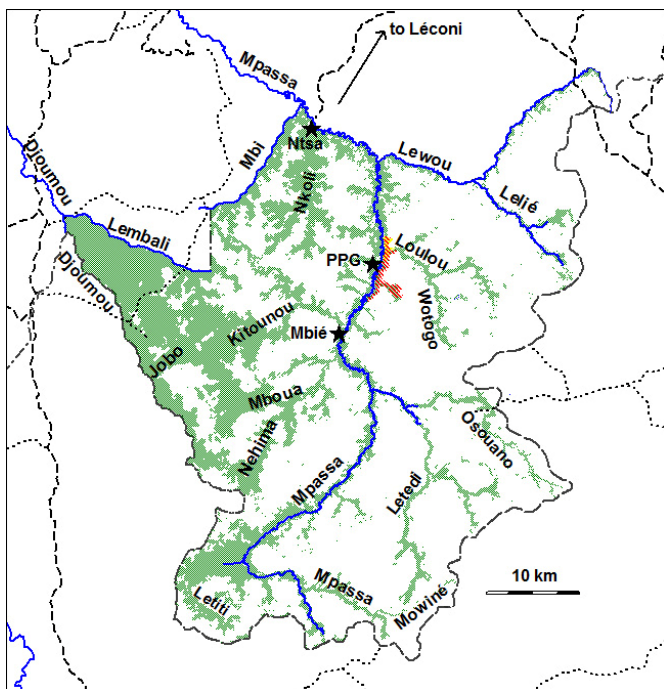 to Léconi
Mpassa
Ntsa
Mbi
Lewou
Djoumou
Nkoli
Lelié
Lembali
Loulou
PPG
Djoumou
Wotogo
Kitounou
Mbié
Jobo
Mboua
Osouano
Nehima
Mpassa
Letedi
10 km
Mpassa
Letiti
Mowiné